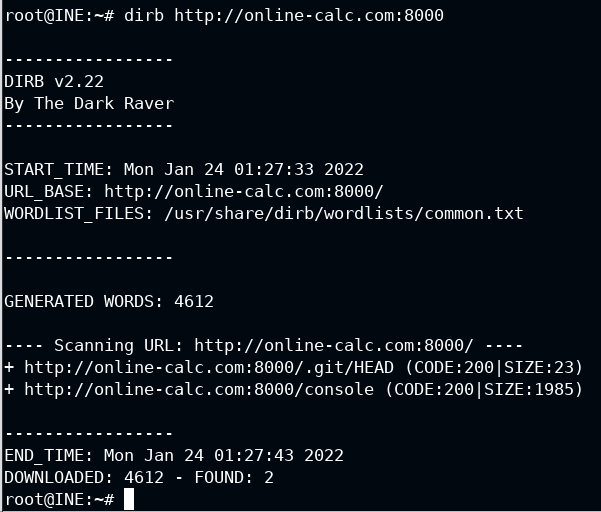 root@INE:~# dirb http://online-calc.com:8000
-----------------
DIRB v2.22
By The Dark Raver
-----------------
START_TIME: Mon Jan 24 01:27:33 2022
URL_BASE: http://online-calc.com:8000/
WORDLIST_FILES: /usr/share/dirb/wordlists/common.txt
-----------------
GENERATED WORDS: 4612
---- Scanning URL: http://online-calc.com:8000/ ----
+ http://online-calc.com:8000/.git/HEAD (CODE:200|SIZE:23)
+ http://online-calc.com:8000/console (CODE:200|SIZE:1985)
-----------------
END_TIME: Mon Jan 24 01:27:43 2022
DOWNLOADED: 4612 - FOUND: 2
root@INE:~#